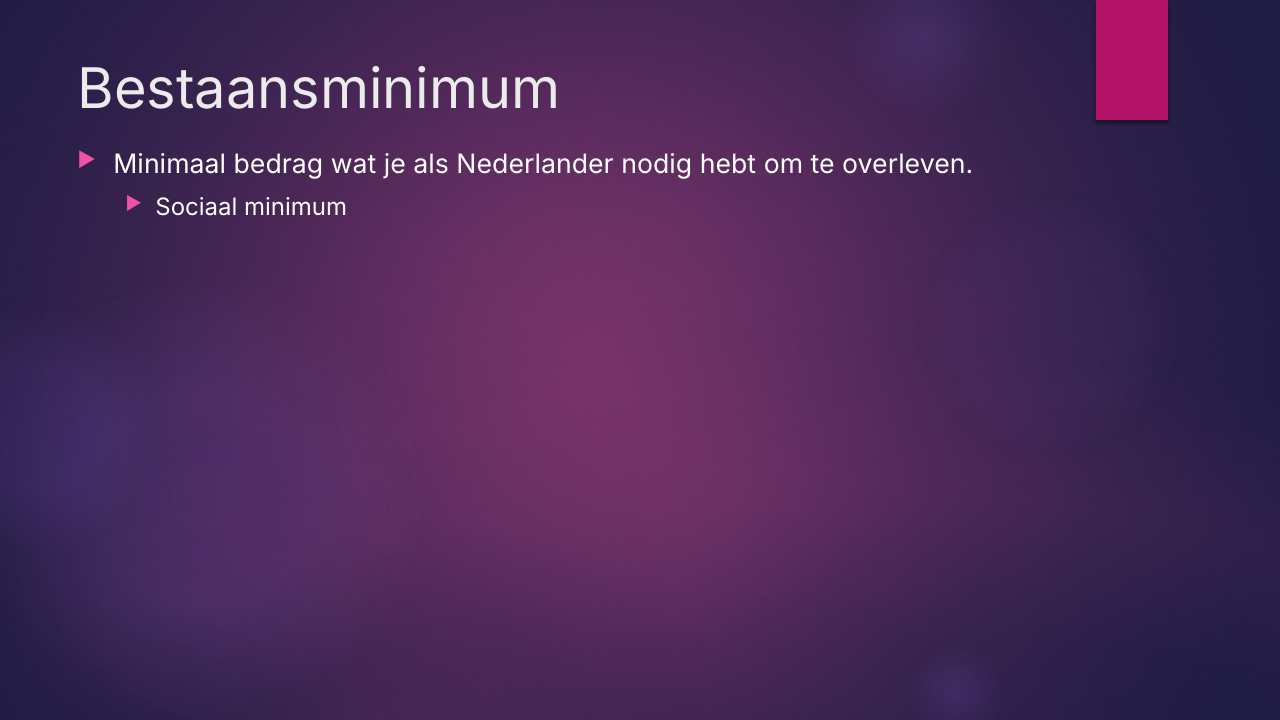 Bestaansminimum
Minimaal bedrag wat je als Nederlander nodig hebt om te overleven.
Sociaal minimum